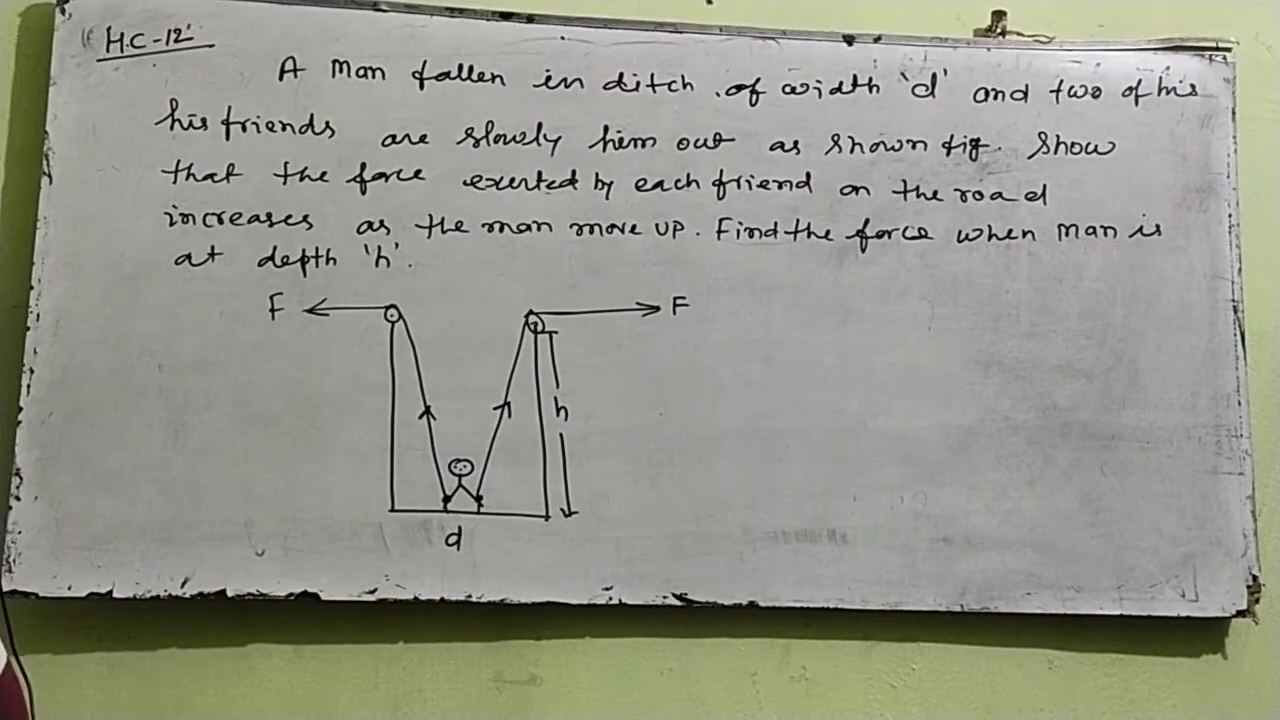 H.C-12
A man fallen in ditch of width 'd' and two of his
his friends are slowly him out as shown fig. Show
that the force exerted by each friend on the road
increases as the man move up. Find the force when man is
at depth 'h'.
F F
h
d